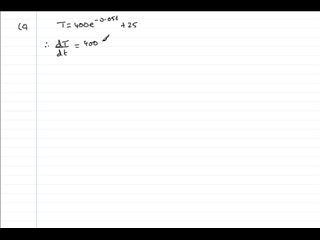 (c) T = 400e^-0.05t + 25
∴ dT/dt = 400